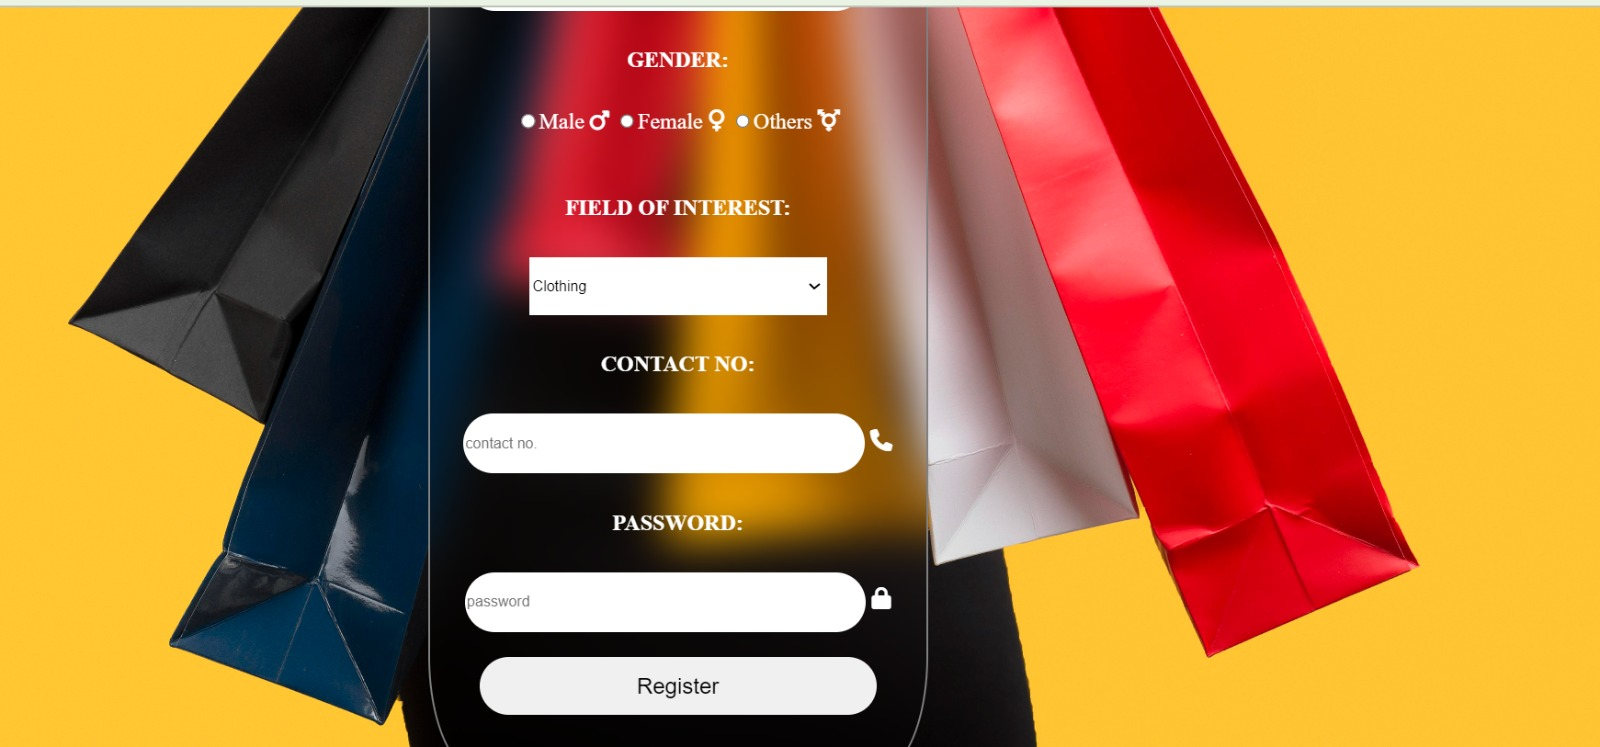 GENDER:
Male Female Others
FIELD OF INTEREST:
Clothing
CONTACT NO:
contact no.
PASSWORD:
password
Register